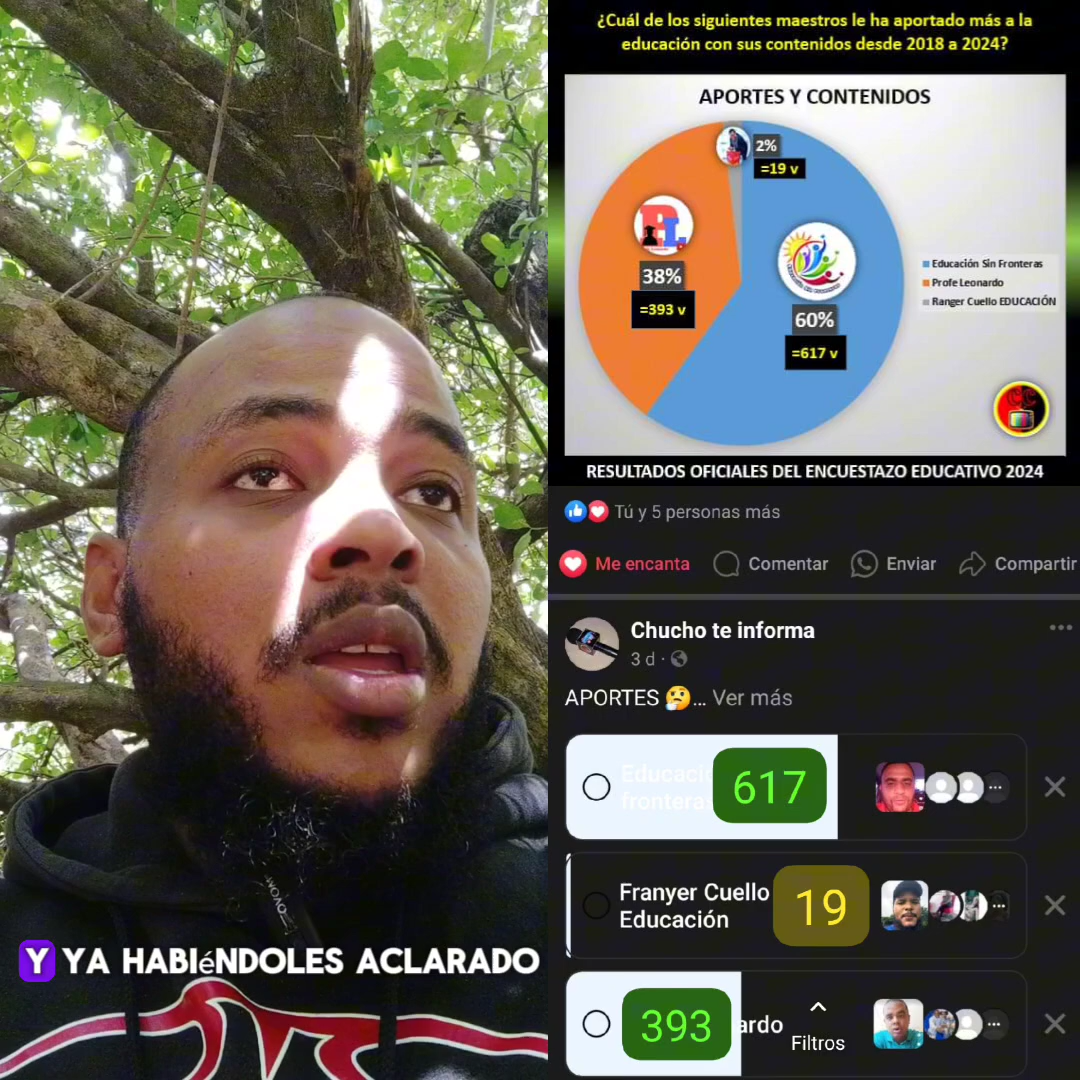 Y YA HABIéNDOLES ACLARADO
¿Cuál de los siguientes maestros le ha aportado más a la
educación con sus contenidos desde 2018 a 2024?
APORTES Y CONTENIDOS
2%
=19 v
38%
=393 v
60%
=617 v
Educación Sin Fronteras
Profe Leonardo
Ranger Cuello EDUCACIÓN
RESULTADOS OFICIALES DEL ENCUESTAZO EDUCATIVO 2024
Tú y 5 personas más
Me encanta
Comentar
Enviar
Compartir
Chucho te informa
3 d
APORTES 🤔... Ver más
Educaci
fronteras
617
Franyer Cuello
Educación
19
393
ardo
Filtros